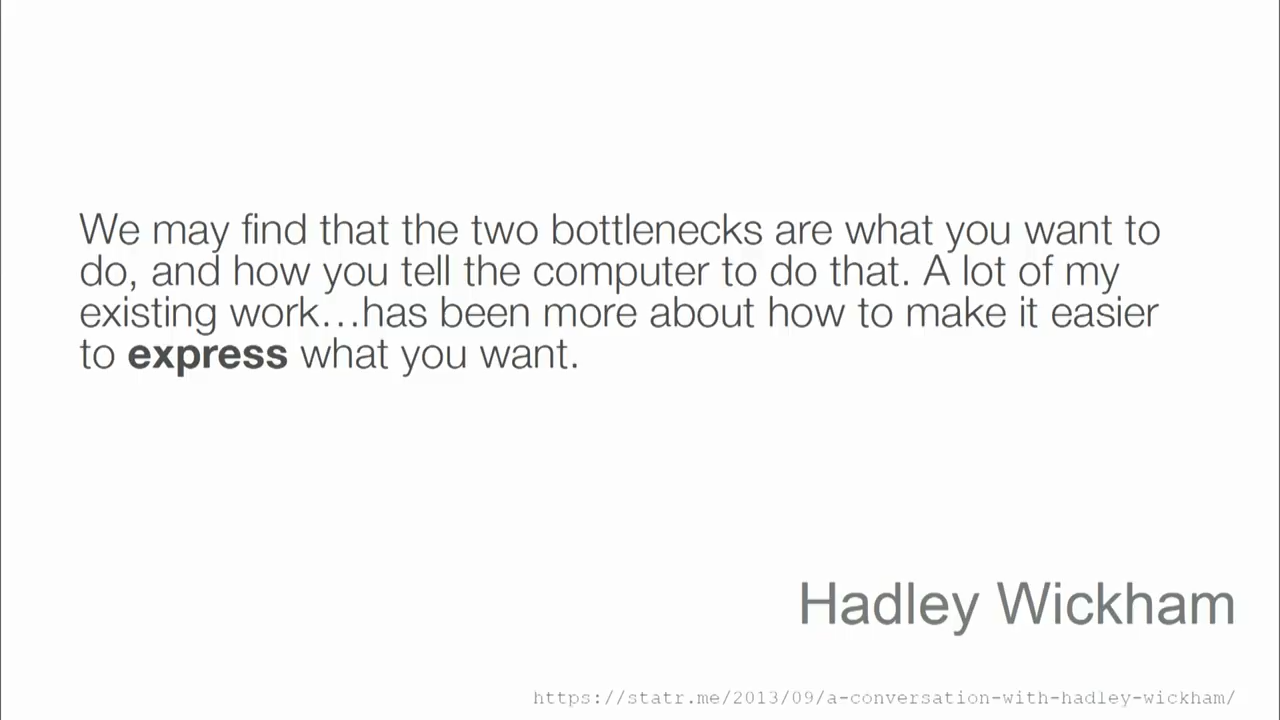 We may find that the two bottlenecks are what you want to
do, and how you tell the computer to do that. A lot of my
existing work…has been more about how to make it easier
to express what you want.
Hadley Wickham
https://statr.me/2013/09/a-conversation-with-hadley-wickham/